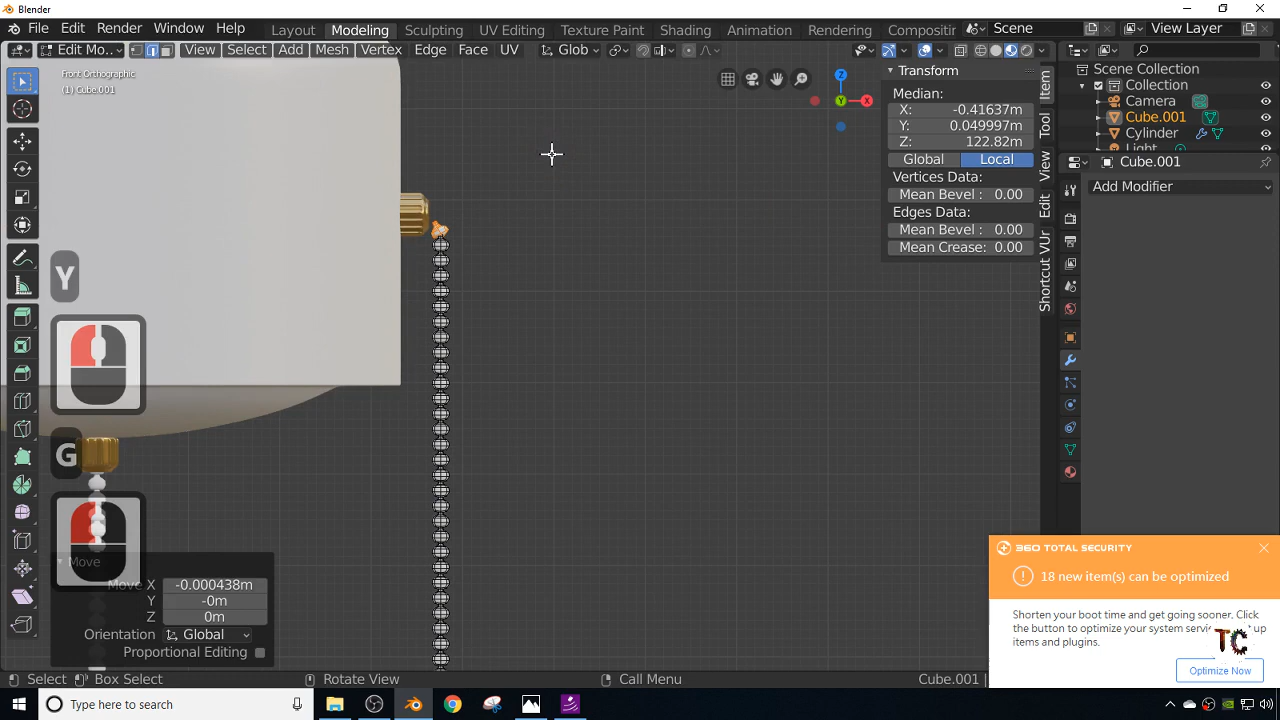 Blender
File Edit Render Window Help Layout Modeling Sculpting UV Editing Texture Paint Shading Animation Rendering Scene View Layer
Edit Mo... View Select Add Mesh Vertex Edge Face UV Glob
Front Orthographic
(1) Cube.001
Z
X
Y
Transform
Median:
X: -0.41637m
Y: 0.049997m
Z: 122.82m
Global Local
Vertices Data:
Mean Bevel : 0.00
Edges Data:
Mean Bevel : 0.00
Mean Crease: 0.00
Item
Tool
View
Edit
Shortcut VUr
Scene Collection
Collection
Camera
Cube.001
Cylinder
Light
Cube.001
Add Modifier
Y
G
Move
Move X -0.000438m
Y -0m
Z 0m
Orientation Global
Proportional Editing
360 TOTAL SECURITY
18 new item(s) can be optimized
Shorten your boot time and get going sooner. Click
the button to optimize your system servic up
items and plugins.
TC
Optimize Now
Select Box Select Rotate View Call Menu Cube.001
Type here to search